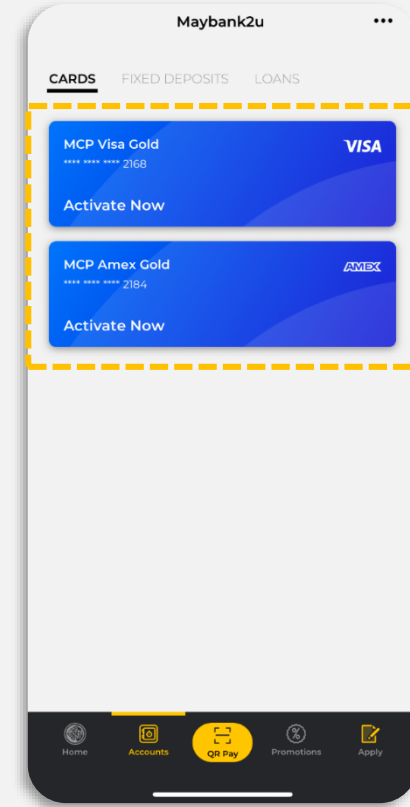 Maybank2u
CARDS FIXED DEPOSITS LOANS
MCP Visa Gold
VISA
**** **** **** 2168
Activate Now
MCP Amex Gold
AMEX
**** **** **** 2184
Activate Now
Home Accounts QR Pay Promotions Apply